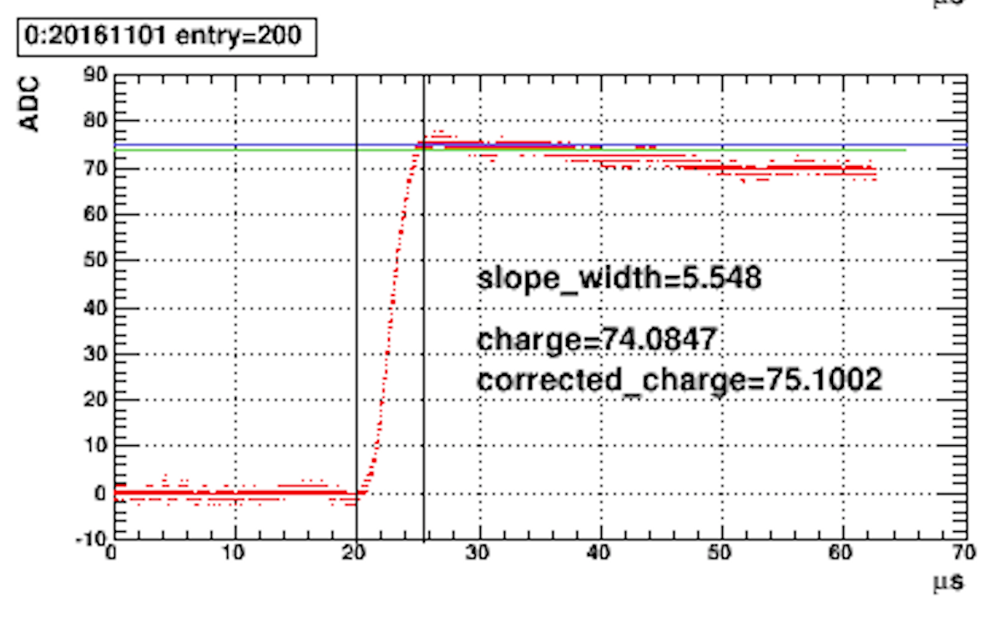 μs
0:20161101 entry=200
ADC
90
80
70
60
50
40
30
20
10
0
-10
slope_width=5.548
charge=74.0847
corrected_charge=75.1002
0 10 20 30 40 50 60 70
μs